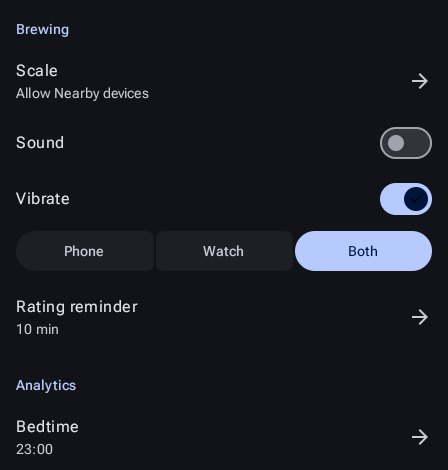 Brewing
Scale
Allow Nearby devices
Sound
Vibrate
Phone
Watch
Both
Rating reminder
10 min
Analytics
Bedtime
23:00